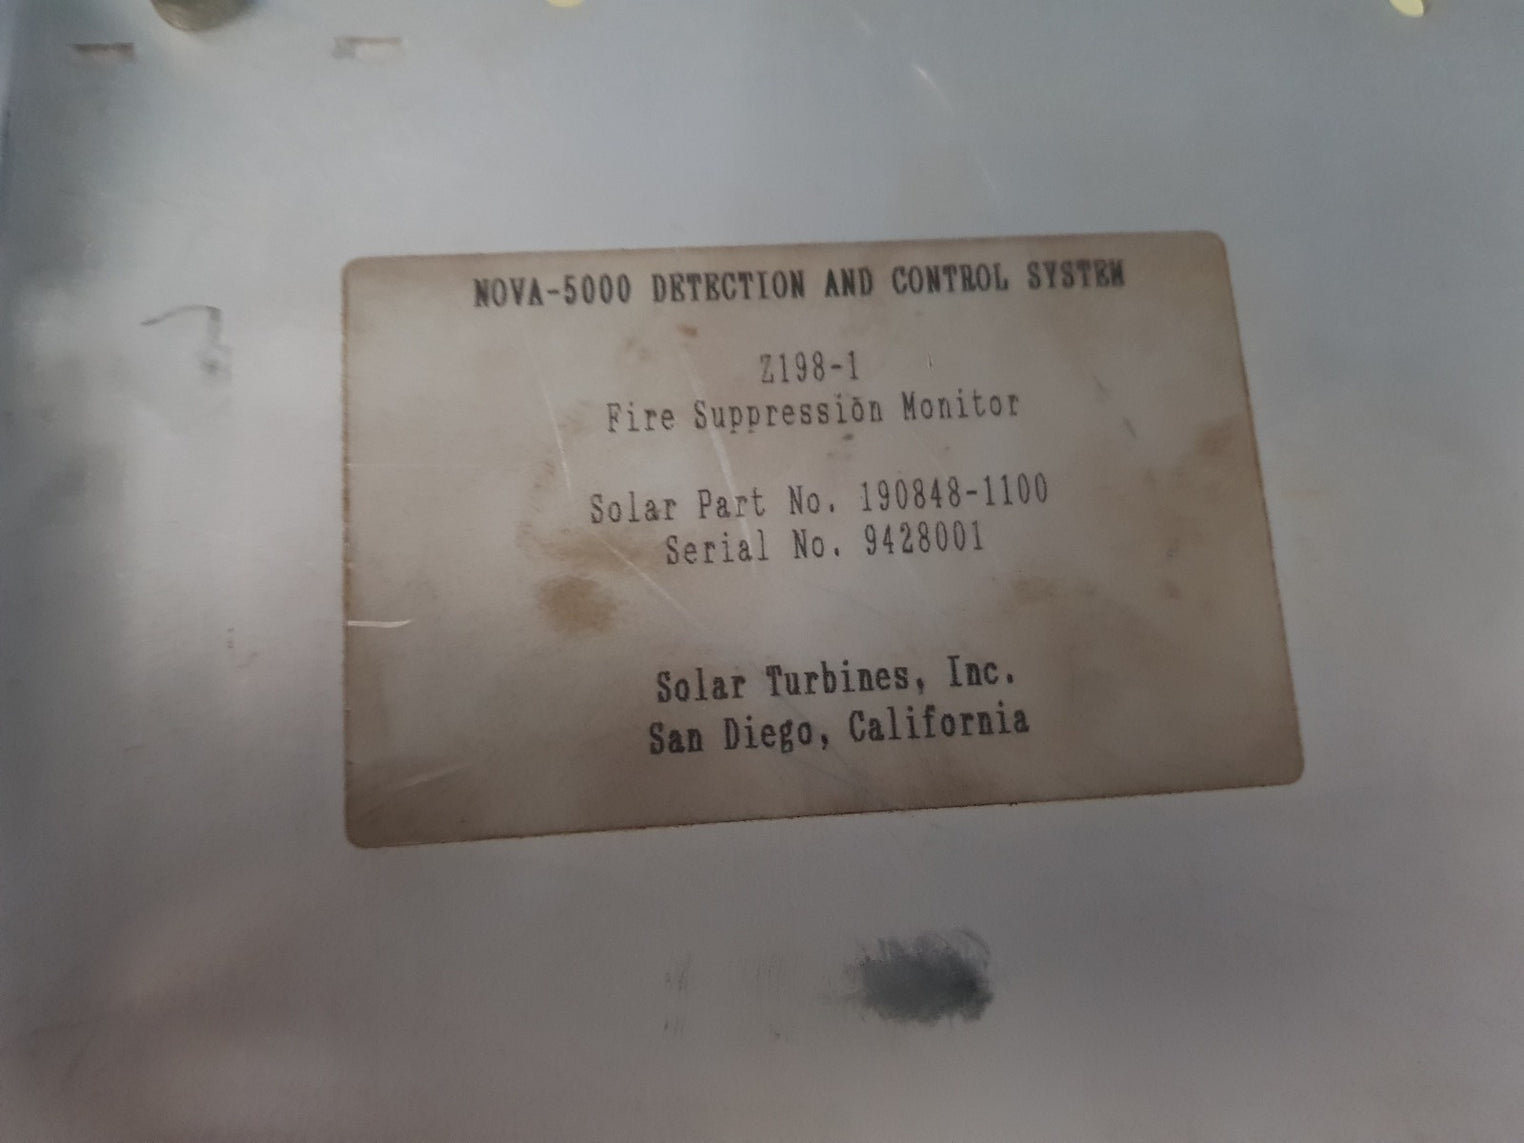 NOVA-5000 DETECTION AND CONTROL SYSTEM
Z198-1
Fire Suppression Monitor
Solar Part No. 190848-1100
Serial No. 9428001
Solar Turbines, Inc.
San Diego, California